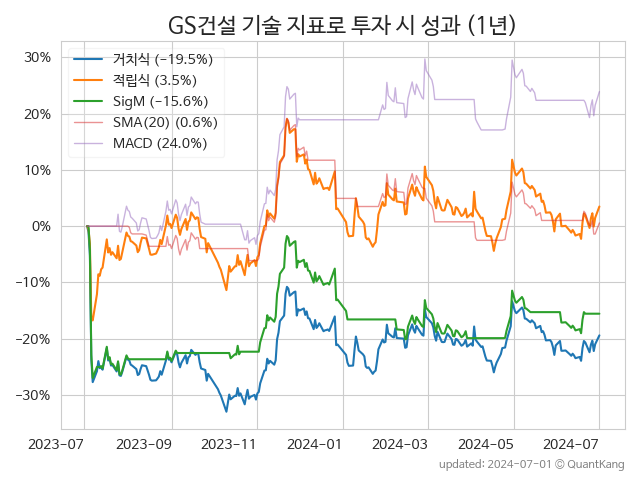 GS건설 기술 지표로 투자 시 성과 (1년)
30%
20%
10%
0%
−10%
−20%
−30%
거치식 (−19.5%)
적립식 (3.5%)
SigM (−15.6%)
SMA(20) (0.6%)
MACD (24.0%)
2023-07
2023-09
2023-11
2024-01
2024-03
2024-05
2024-07
updated: 2024-07-01 © QuantKang